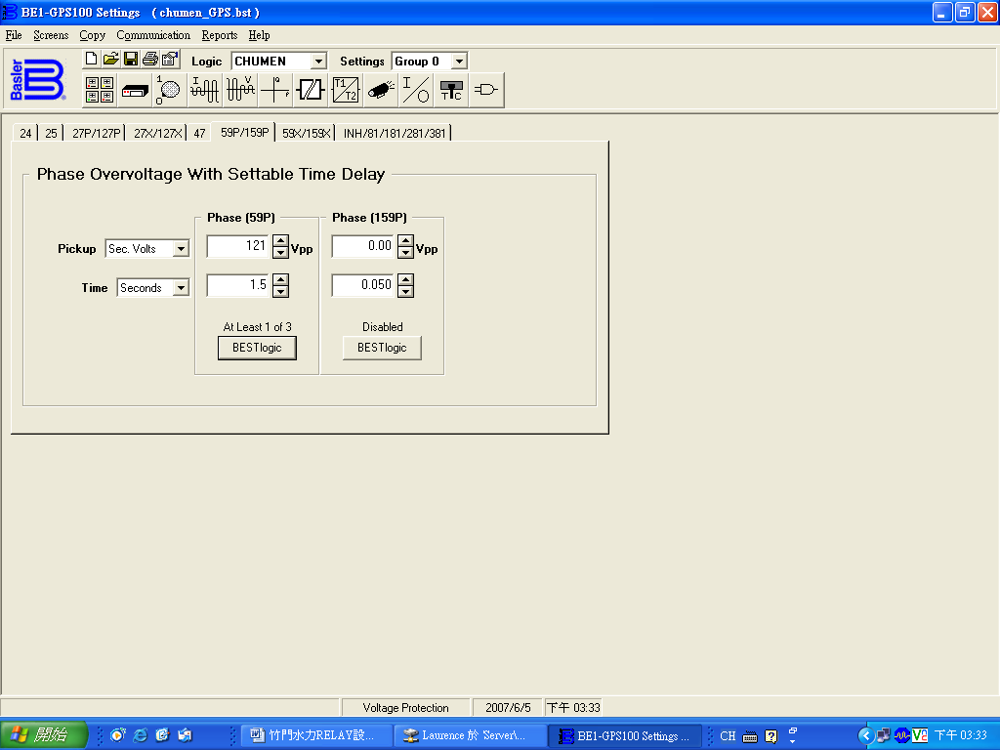 BE1-GPS100 Settings ( chumen_GPS.bst )
File Screens Copy Communication Reports Help
Basler Logic CHUMEN Settings Group 0
24 25 27P/127P 27X/127X 47 59P/159P 59X/159X INH/81/181/281/381
Phase Overvoltage With Settable Time Delay
Phase (59P) Phase (159P)
Pickup Sec. Volts 121 Vpp 0.00 Vpp
Time Seconds 1.5 0.050
At Least 1 of 3 Disabled
BESTlogic BESTlogic
Voltage Protection 2007/6/5 下午 03:33
開始 竹門水力RELAY設... Laurence 於 'Server\... BE1-GPS100 Settings ... CH 下午 03:33